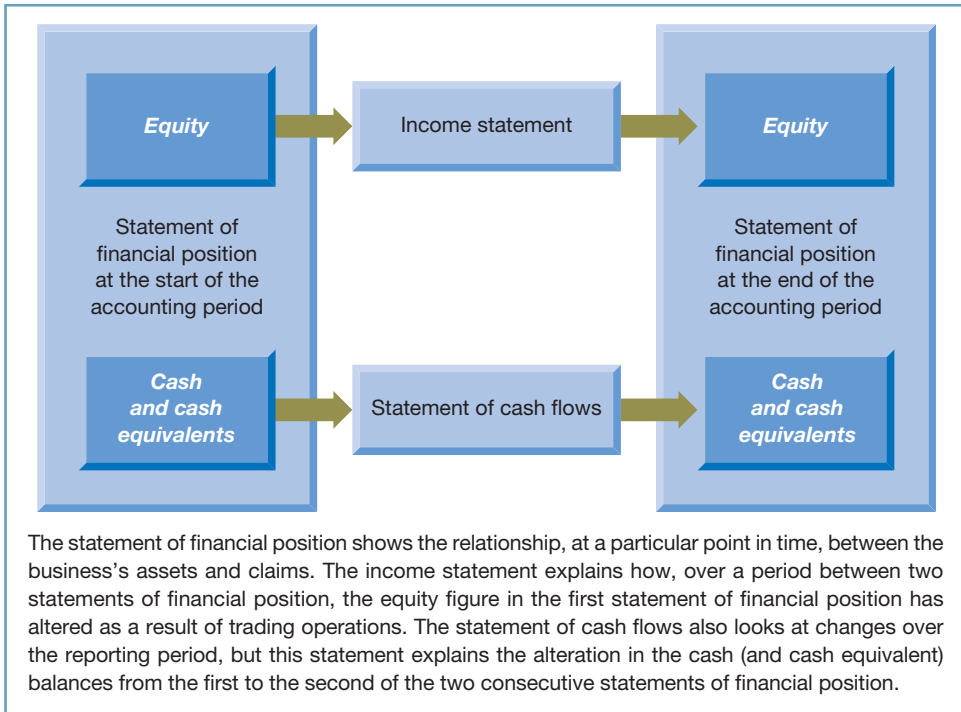 Equity
Income statement
Equity
Statement of
financial position
at the start of the
accounting period
Statement of
financial position
at the end of the
accounting period
Cash
and cash
equivalents
Statement of cash flows
Cash
and cash
equivalents
The statement of financial position shows the relationship, at a particular point in time, between the
business’s assets and claims. The income statement explains how, over a period between two
statements of financial position, the equity figure in the first statement of financial position has
altered as a result of trading operations. The statement of cash flows also looks at changes over
the reporting period, but this statement explains the alteration in the cash (and cash equivalent)
balances from the first to the second of the two consecutive statements of financial position.